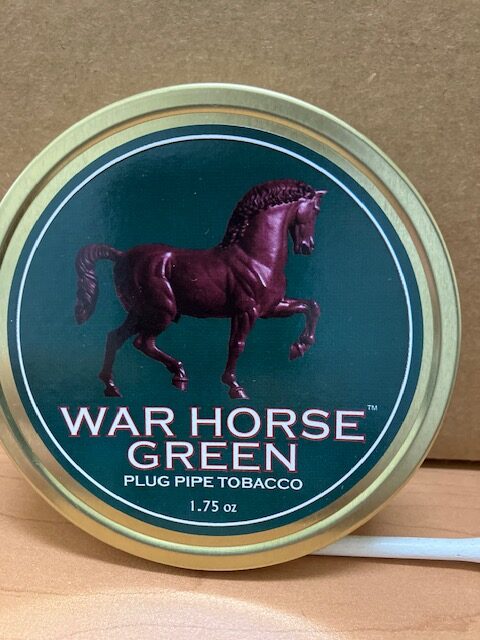 WAR HORSE™
GREEN
PLUG PIPE TOBACCO
1.75 oz